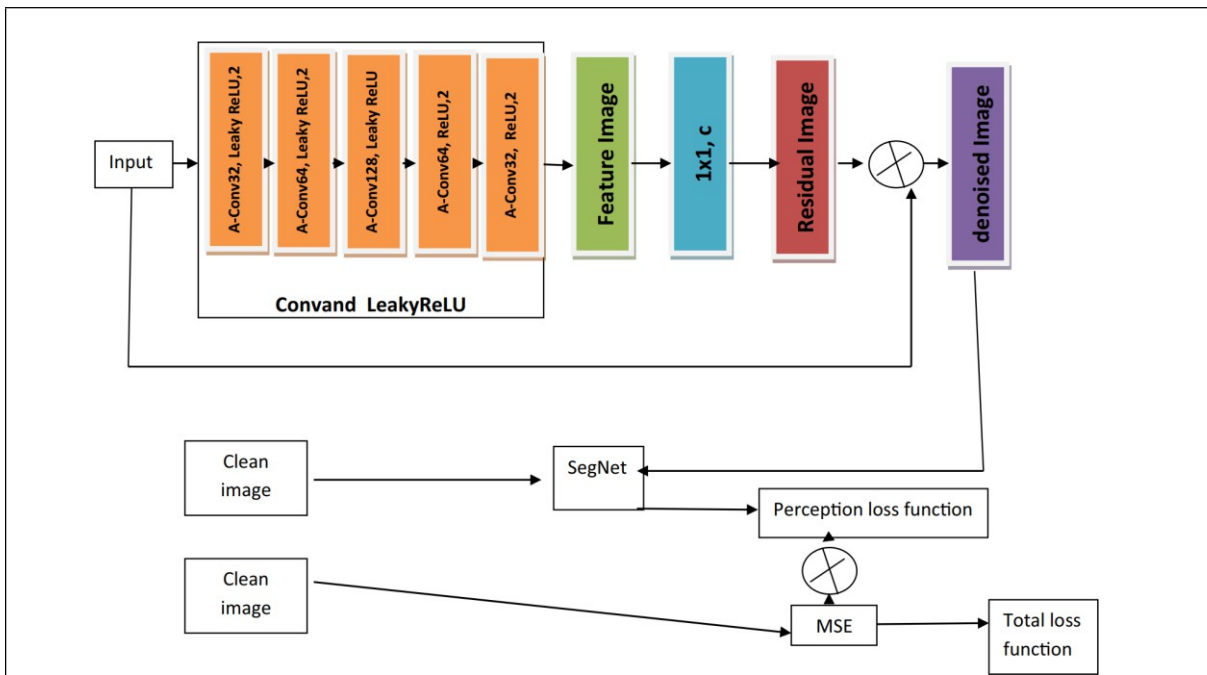 Input
A-Conv32, Leaky ReLU,2
A-Conv64, Leaky ReLU,2
A-Conv128, Leaky ReLU
A-Conv64, ReLU,2
A-Conv32, ReLU,2
Convand LeakyReLU
Feature Image
1x1, c
Residual Image
denoised Image
Clean
image
SegNet
Perception loss function
Clean
image
MSE
Total loss
function